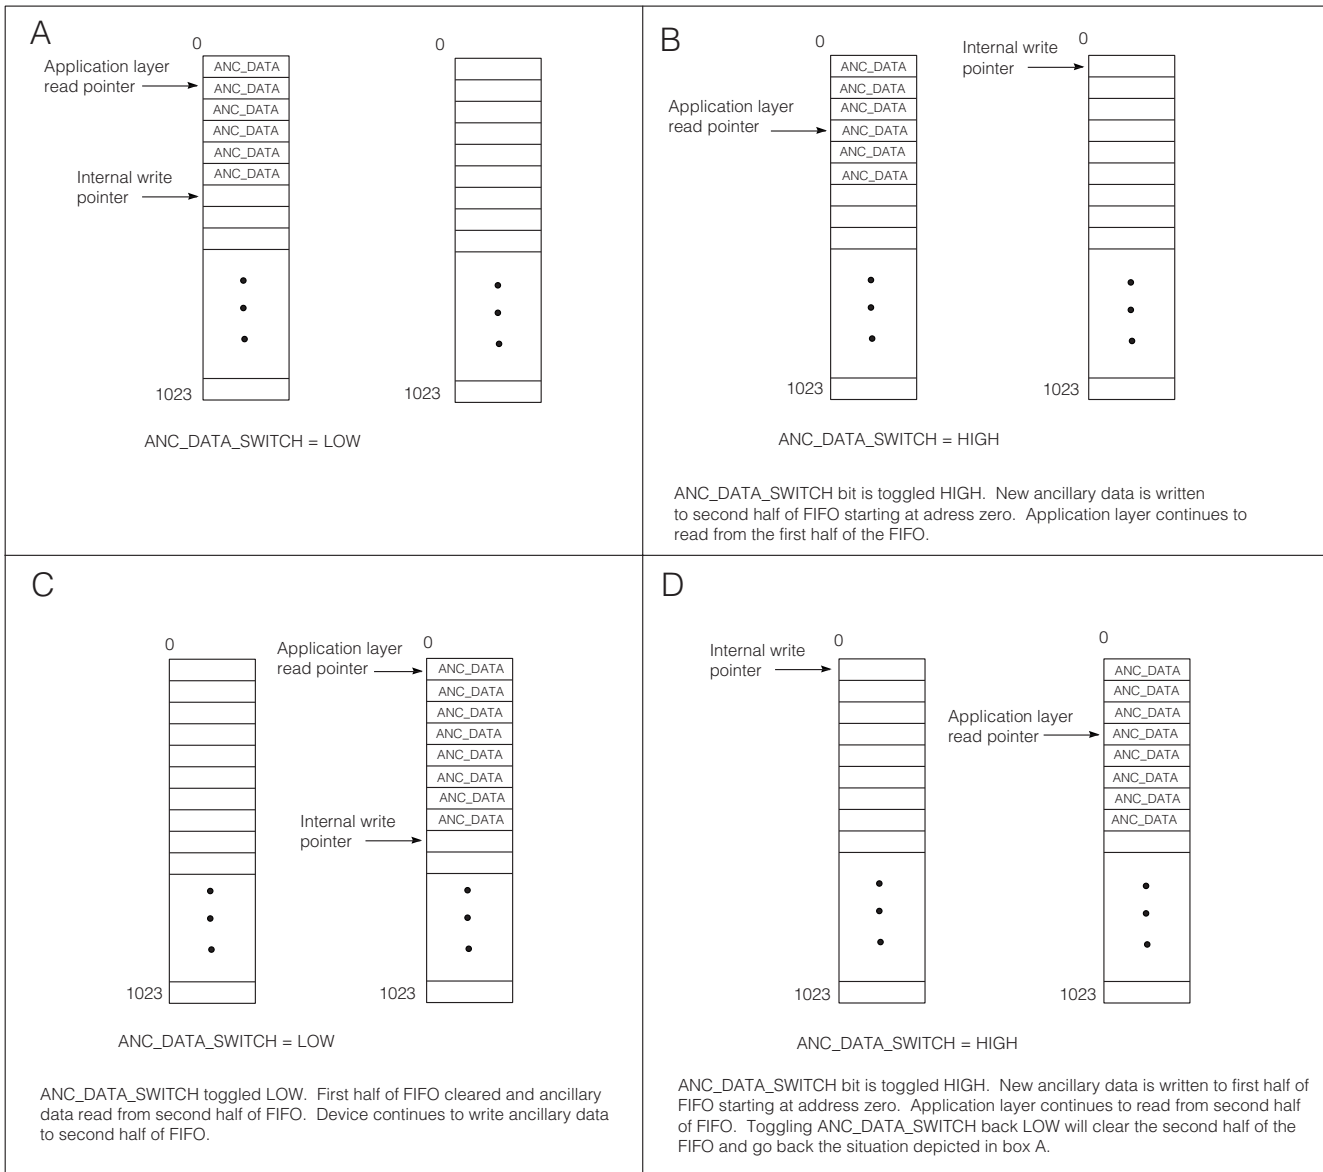 A
0
0
Application layer
read pointer
ANC_DATA
ANC_DATA
ANC_DATA
ANC_DATA
ANC_DATA
ANC_DATA
Internal write
pointer
1023
1023
ANC_DATA_SWITCH = LOW
B
0
0
Internal write
pointer
Application layer
read pointer
ANC_DATA
ANC_DATA
ANC_DATA
ANC_DATA
ANC_DATA
ANC_DATA
1023
1023
ANC_DATA_SWITCH = HIGH
ANC_DATA_SWITCH bit is toggled HIGH. New ancillary data is written
to second half of FIFO starting at adress zero. Application layer continues to
read from the first half of the FIFO.
C
0
0
Application layer
read pointer
ANC_DATA
ANC_DATA
ANC_DATA
ANC_DATA
ANC_DATA
ANC_DATA
ANC_DATA
ANC_DATA
Internal write
pointer
1023
1023
ANC_DATA_SWITCH = LOW
ANC_DATA_SWITCH toggled LOW. First half of FIFO cleared and ancillary
data read from second half of FIFO. Device continues to write ancillary data
to second half of FIFO.
D
0
0
Internal write
pointer
Application layer
read pointer
ANC_DATA
ANC_DATA
ANC_DATA
ANC_DATA
ANC_DATA
ANC_DATA
ANC_DATA
ANC_DATA
1023
1023
ANC_DATA_SWITCH = HIGH
ANC_DATA_SWITCH bit is toggled HIGH. New ancillary data is written to first half of
FIFO starting at address zero. Application layer continues to read from second half
of FIFO. Toggling ANC_DATA_SWITCH back LOW will clear the second half of the
FIFO and go back the situation depicted in box A.